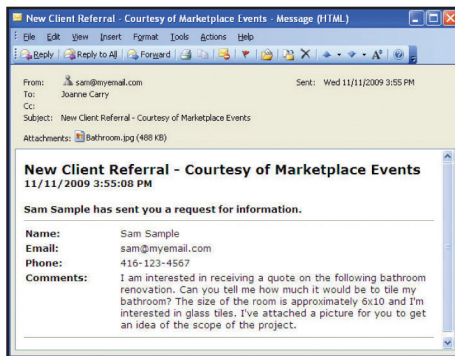 New Client Referral - Courtesy of Marketplace Events - Message (HTML)
File Edit View Insert Format Tools Actions Help
Reply Reply to All Forward
From: sam@myemail.com Sent: Wed 11/11/2009 3:55 PM
To: Joanne Carry
Cc:
Subject: New Client Referral - Courtesy of Marketplace Events
Attachments: Bathroom.jpg (488 KB)
New Client Referral - Courtesy of Marketplace Events
11/11/2009 3:55:08 PM
Sam Sample has sent you a request for information.
Name: Sam Sample
Email: sam@myemail.com
Phone: 416-123-4567
Comments: I am interested in receiving a quote on the following bathroom
renovation. Can you tell me how much it would be to tile my
bathroom? The size of the room is approximately 6x10 and I'm
interested in glass tiles. I've attached a picture for you to get
an idea of the scope of the project.